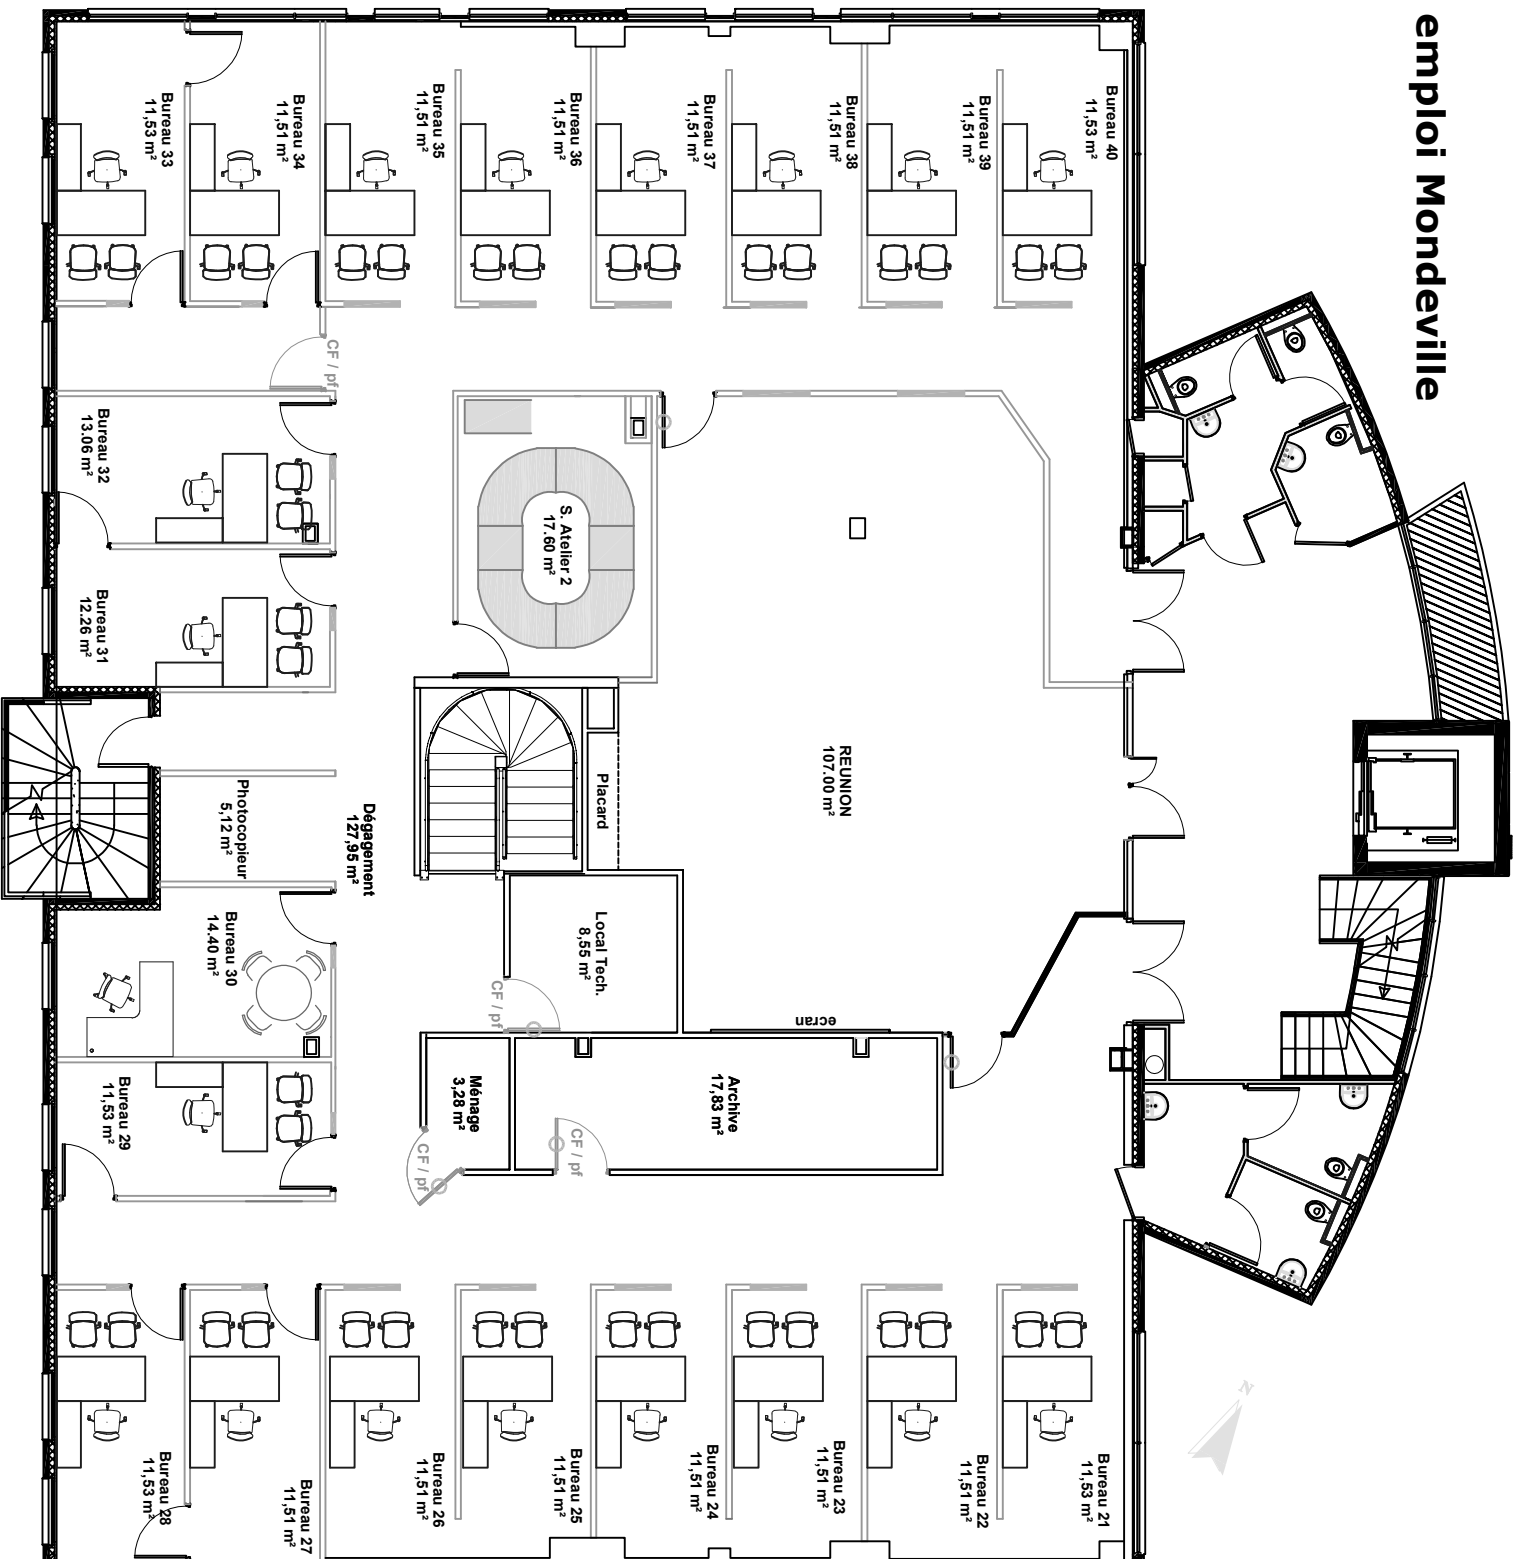 emploi Mondeville
Bureau 40
11,53 m²
Bureau 39
11,51 m²
Bureau 38
11,51 m²
Bureau 37
11,51 m²
Bureau 36
11,51 m²
Bureau 35
11,51 m²
Bureau 34
11,51 m²
Bureau 33
11,53 m²
CF / pf
Bureau 32
13.06 m²
S. Atelier 2
17.60 m²
Bureau 31
12.26 m²
REUNION
107.00 m²
Placard
Photocopieur
5,12 m²
Dégagement
127,95 m²
Bureau 30
14.40 m²
Local Tech.
8,55 m²
CF / pf
ecran
Bureau 29
11,53 m²
Ménage
3,28 m²
Archive
17,83 m²
CF / pf
CF / pf
N
Bureau 21
11,53 m²
Bureau 22
11,51 m²
Bureau 23
11,51 m²
Bureau 24
11,51 m²
Bureau 25
11,51 m²
Bureau 26
11,51 m²
Bureau 27
11,51 m²
Bureau 28
11,53 m²